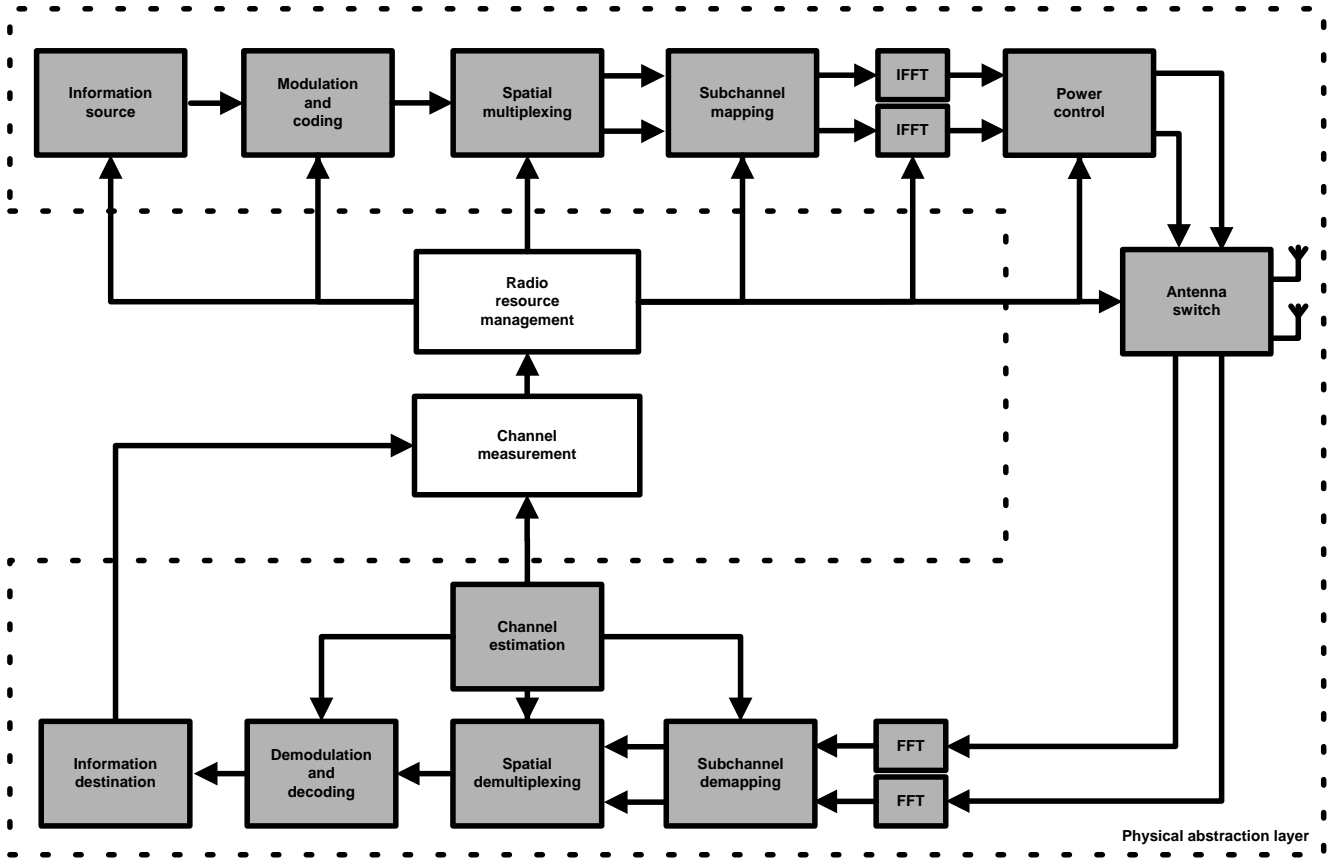 Information
source
Modulation
and
coding
Spatial
multiplexing
Subchannel
mapping
IFFT
IFFT
Power
control
Radio
resource
management
Antenna
switch
Channel
measurement
Channel
estimation
Information
destination
Demodulation
and
decoding
Spatial
demultiplexing
Subchannel
demapping
FFT
FFT
Physical abstraction layer